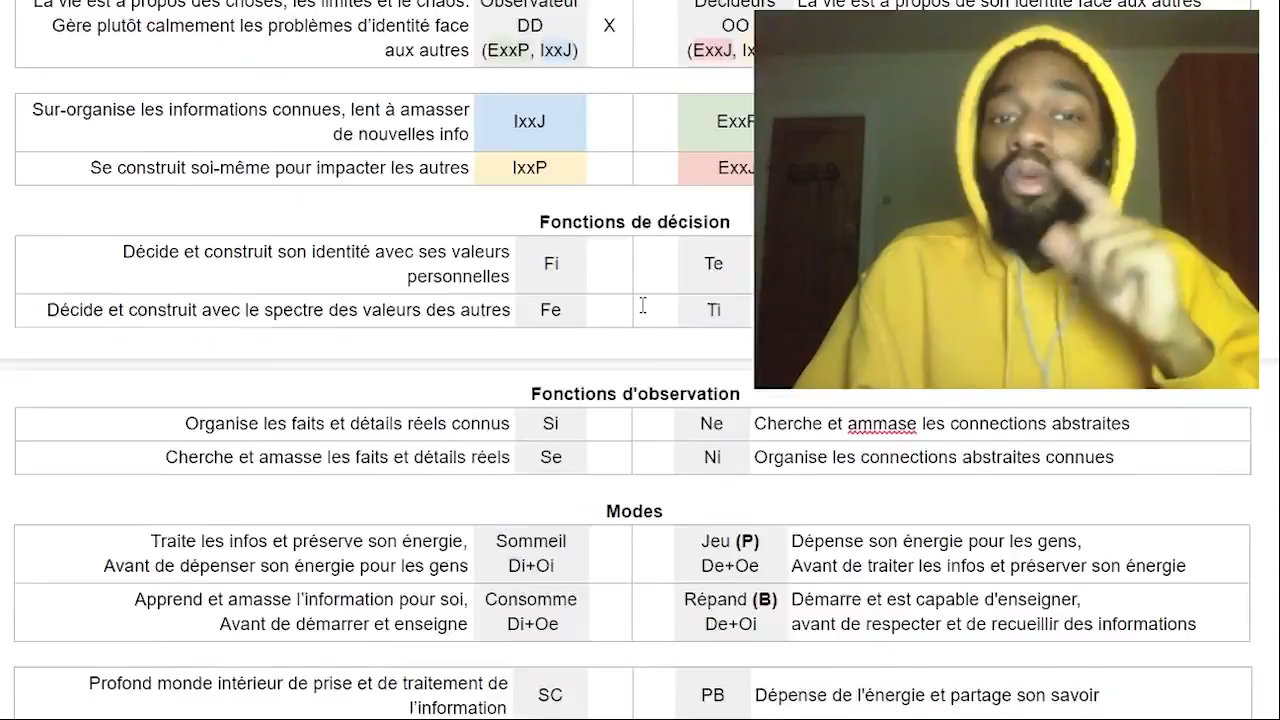 La vie est à propos des choses, les limites et le chaos. Observateur Décideurs La vie est à propos de son identité face aux autres
Gère plutôt calmement les problèmes d'identité face DD X OO
aux autres (ExxP, IxxJ) (ExxJ,
Sur-organise les informations connues, lent à amasser
de nouvelles info IxxJ ExxP
Se construit soi-même pour impacter les autres IxxP ExxJ
Fonctions de décision
Décide et construit son identité avec ses valeurs
personnelles Fi Te
Décide et construit avec le spectre des valeurs des autres Fe Ti
Fonctions d'observation
Organise les faits et détails réels connus Si Ne Cherche et ammase les connections abstraites
Cherche et amasse les faits et détails réels Se Ni Organise les connections abstraites connues
Modes
Traite les infos et préserve son énergie, Sommeil Jeu (P) Dépense son énergie pour les gens,
Avant de dépenser son énergie pour les gens Di+Oi De+Oe Avant de traiter les infos et préserver son énergie
Apprend et amasse l'information pour soi, Consomme Répand (B) Démarre et est capable d'enseigner,
Avant de démarrer et enseigne Di+Oe De+Oi avant de respecter et de recueillir des informations
Profond monde intérieur de prise et de traitement de
l'information SC PB Dépense de l'énergie et partage son savoir